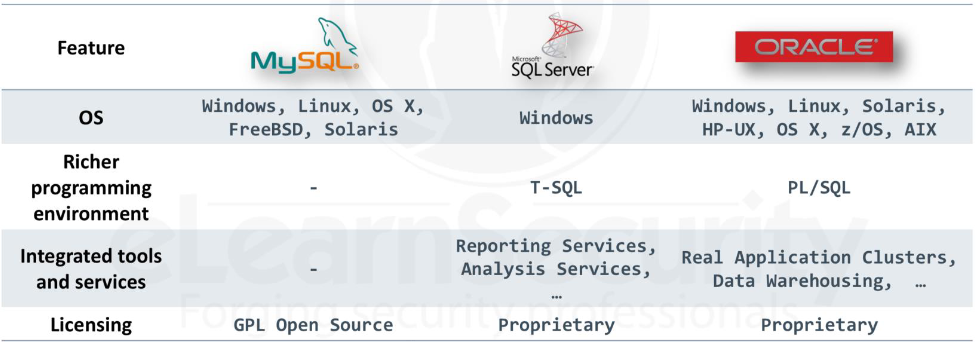 Feature
MySQL®
Microsoft®
SQL Server®
ORACLE®
OS
Windows, Linux, OS X,
FreeBSD, Solaris
Windows
Windows, Linux, Solaris,
HP-UX, OS X, z/OS, AIX
Richer
programming
environment
-
T-SQL
PL/SQL
Integrated tools
and services
-
Reporting Services,
Analysis Services,
…
Real Application Clusters,
Data Warehousing, …
Licensing
GPL Open Source
Proprietary
Proprietary
eLearnSecurity
Forging security professionals